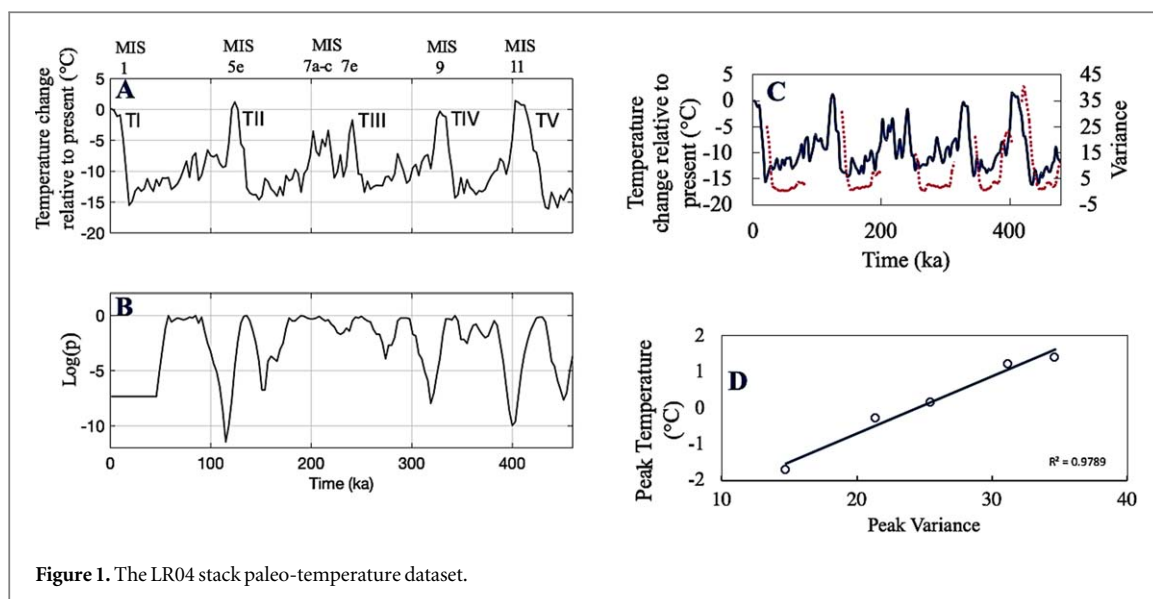 MIS MIS MIS MIS MIS
1 5e 7a-c 7e 9 11
Temperature change
relative to present (°C)
5
0
-5
-10
-15
-20
A
TI TII TIII TIV TV
B
Log(p)
0
-5
-10
0 100 200 300 400
Time (ka)
C
Temperature
change relative to
present (°C)
5
0
-5
-10
-15
-20
45
35
25
15
5
-5
Variance
0 200 400
Time (ka)
D
Peak Temperature
(°C)
2
1
0
-1
-2
R² = 0.9789
10 20 30 40
Peak Variance
Figure 1. The LR04 stack paleo-temperature dataset.